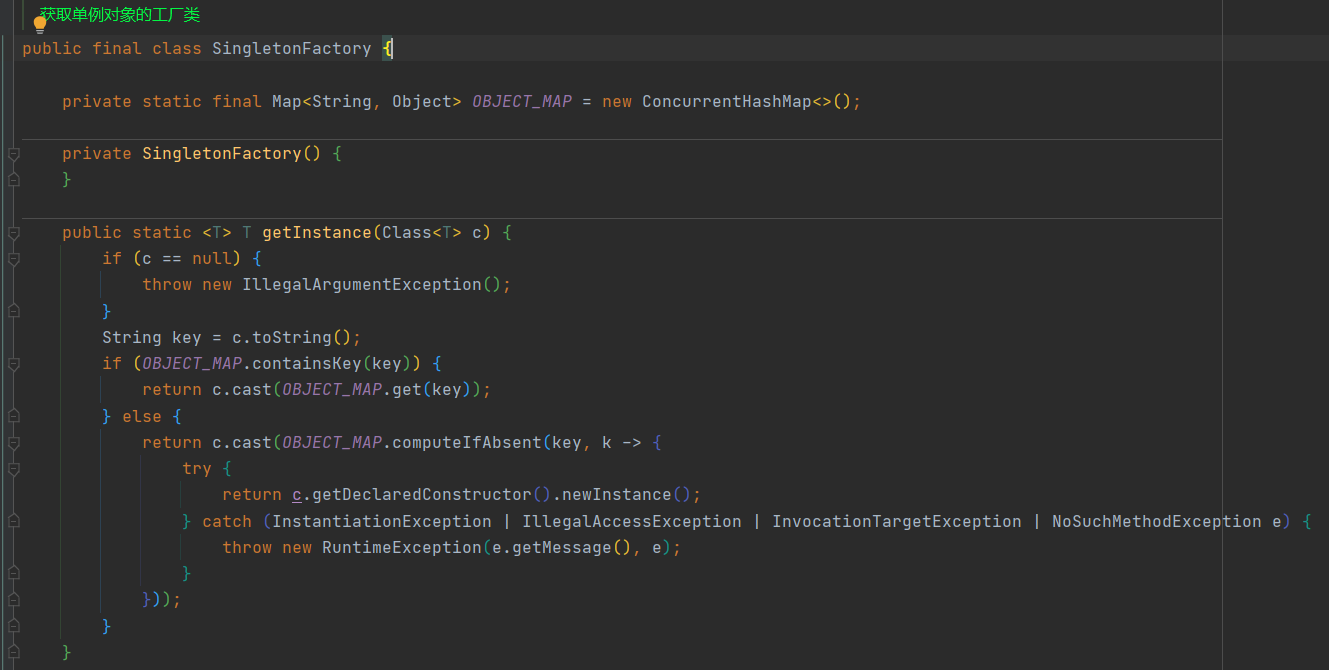 获取单例对象的工厂类
public final class SingletonFactory {
private static final Map<String, Object> OBJECT_MAP = new ConcurrentHashMap<>();
private SingletonFactory() {
}
public static <T> T getInstance(Class<T> c) {
if (c == null) {
throw new IllegalArgumentException();
}
String key = c.toString();
if (OBJECT_MAP.containsKey(key)) {
return c.cast(OBJECT_MAP.get(key));
} else {
return c.cast(OBJECT_MAP.computeIfAbsent(key, k -> {
try {
return c.getDeclaredConstructor().newInstance();
} catch (InstantiationException | IllegalAccessException | InvocationTargetException | NoSuchMethodException e) {
throw new RuntimeException(e.getMessage(), e);
}
}));
}
}